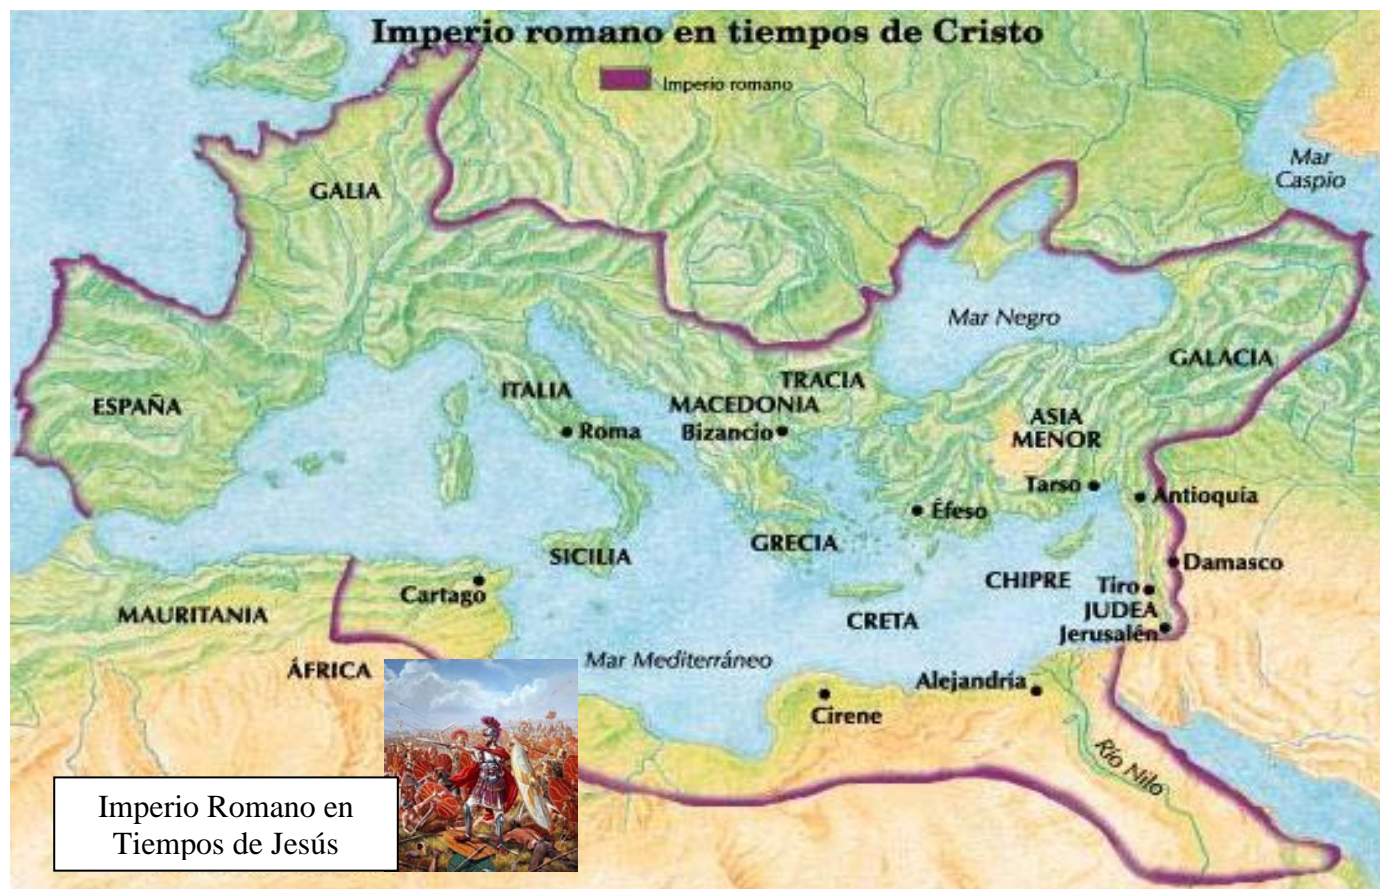 Imperio romano en tiempos de Cristo
Imperio romano
Mar
Caspio
GALIA
Mar Negro
GALACIA
ESPAÑA
ITALIA
TRACIA
MACEDONIA
ASIA
MENOR
Roma
Bizancio
Tarso
Antioquía
Éfeso
GRECIA
SICILIA
Damasco
CHIPRE
Tiro
Cartago
JUDEA
MAURITANIA
CRETA
Jerusalén
Mar Mediterráneo
ÁFRICA
Alejandría
Cirene
Río Nilo
Imperio Romano en
Tiempos de Jesús